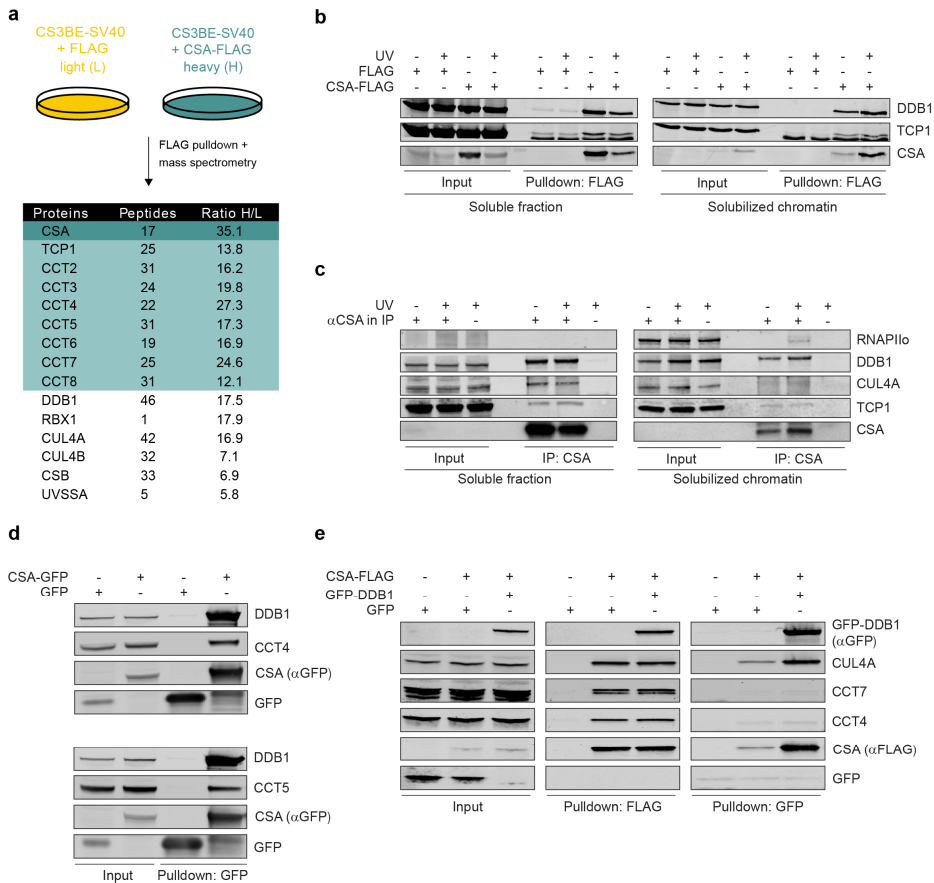 a
CS3BE-SV40
+ FLAG
light (L)
CS3BE-SV40
+ CSA-FLAG
heavy (H)
FLAG pulldown +
mass spectrometry
Proteins Peptides Ratio H/L
CSA 17 35.1
TCP1 25 13.8
CCT2 31 16.2
CCT3 24 19.8
CCT4 22 27.3
CCT5 31 17.3
CCT6 19 16.9
CCT7 25 24.6
CCT8 31 12.1
DDB1 46 17.5
RBX1 1 17.9
CUL4A 42 16.9
CUL4B 32 7.1
CSB 33 6.9
UVSSA 5 5.8
b
UV - + - + - + - + - + - + - + - +
FLAG + + - - + + - - + + - - + + - -
CSA-FLAG - - + + - - + + - - + + - - + +
DDB1
TCP1
CSA
Input Pulldown: FLAG Input Pulldown: FLAG
Soluble fraction Solubilized chromatin
c
UV - + + - + + - + + - + +
αCSA in IP + + - + + - + + - + + -
RNAPIIo
DDB1
CUL4A
TCP1
CSA
Input IP: CSA Input IP: CSA
Soluble fraction Solubilized chromatin
d
CSA-GFP - + - +
GFP + - + -
DDB1
CCT4
CSA (αGFP)
GFP
DDB1
CCT5
CSA (αGFP)
GFP
Input Pulldown: GFP
e
CSA-FLAG - + + - + + - + +
GFP-DDB1 - - + - - + - - +
GFP + + - + + - + + -
GFP-DDB1
(αGFP)
CUL4A
CCT7
CCT4
CSA (αFLAG)
GFP
Input Pulldown: FLAG Pulldown: GFP